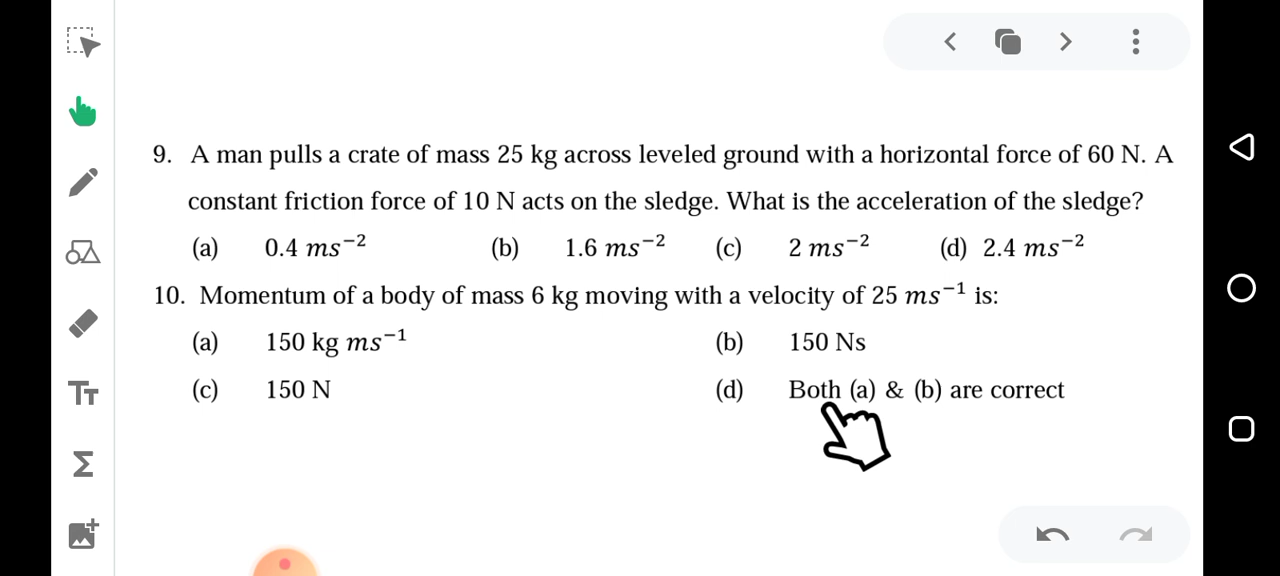 9. A man pulls a crate of mass 25 kg across leveled ground with a horizontal force of 60 N. A
constant friction force of 10 N acts on the sledge. What is the acceleration of the sledge?
(a) 0.4 ms⁻² (b) 1.6 ms⁻² (c) 2 ms⁻² (d) 2.4 ms⁻²
10. Momentum of a body of mass 6 kg moving with a velocity of 25 ms⁻¹ is:
(a) 150 kg ms⁻¹ (b) 150 Ns
(c) 150 N (d) Both (a) & (b) are correct
Tт
Σ